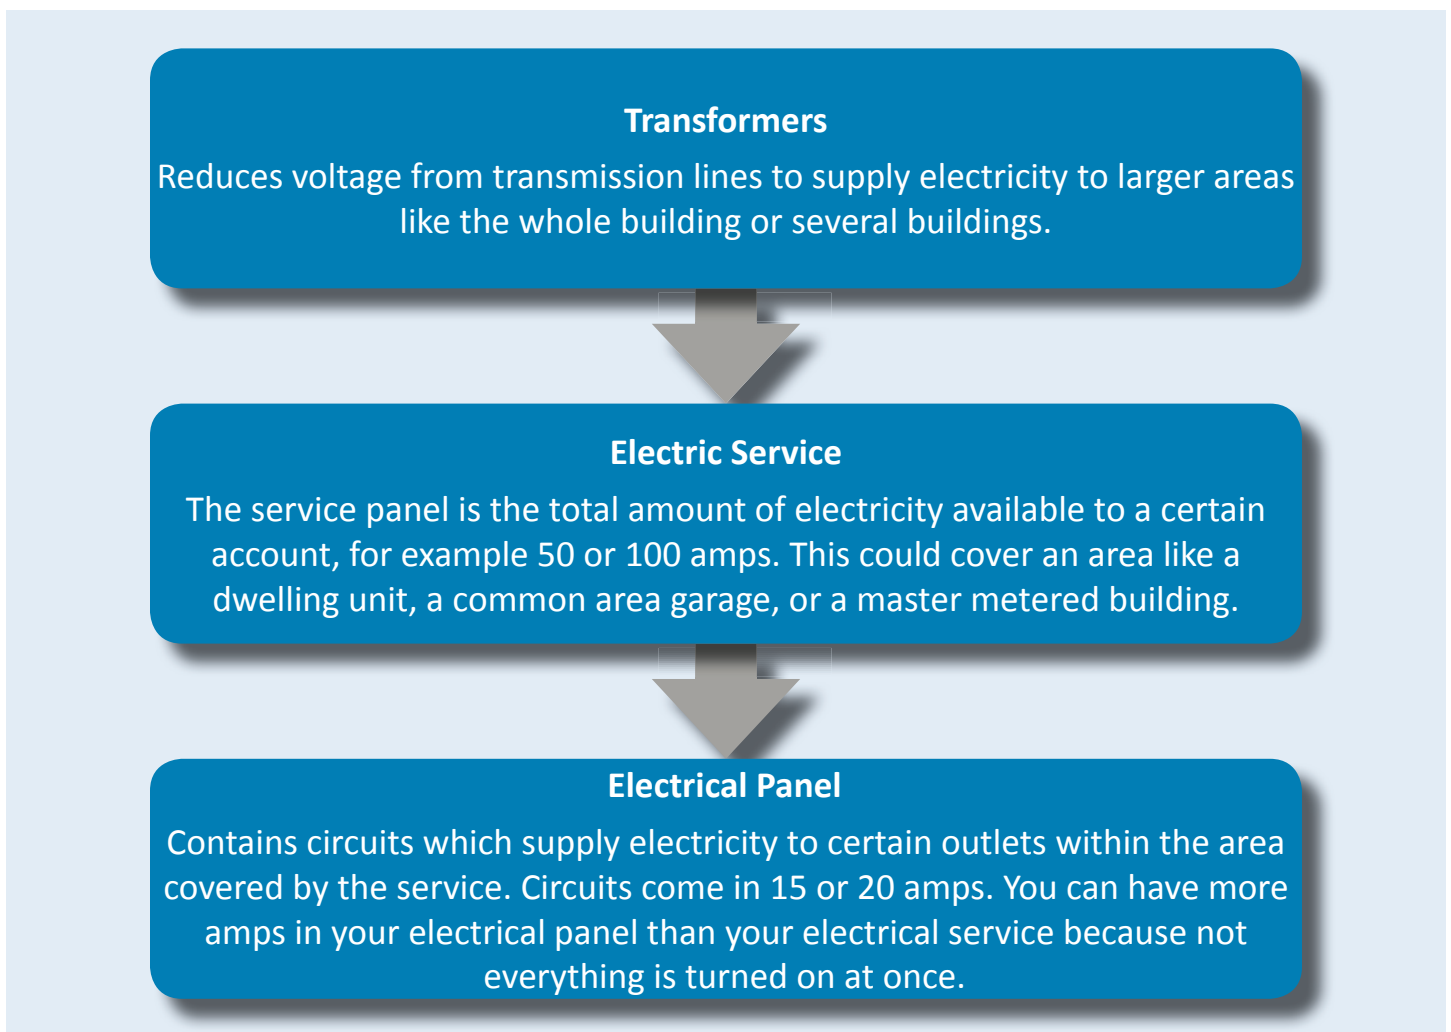 Transformers
Reduces voltage from transmission lines to supply electricity to larger areas
like the whole building or several buildings.
Electric Service
The service panel is the total amount of electricity available to a certain
account, for example 50 or 100 amps. This could cover an area like a
dwelling unit, a common area garage, or a master metered building.
Electrical Panel
Contains circuits which supply electricity to certain outlets within the area
covered by the service. Circuits come in 15 or 20 amps. You can have more
amps in your electrical panel than your electrical service because not
everything is turned on at once.